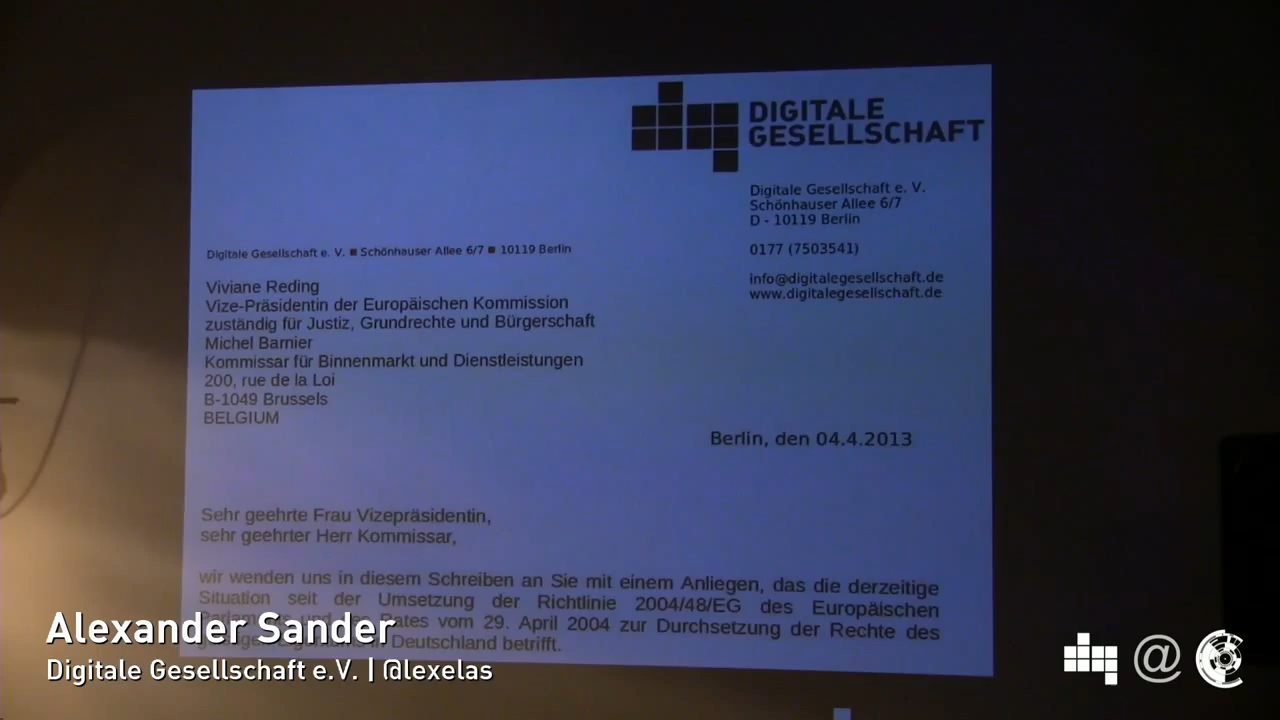 DIGITALE
GESELLSCHAFT
Digitale Gesellschaft e. V.
Schönhauser Allee 6/7
D - 10119 Berlin
0177 (7503541)
info@digitalegesellschaft.de
www.digitalegesellschaft.de
Digitale Gesellschaft e. V. ■ Schönhauser Allee 6/7 ■ 10119 Berlin
Viviane Reding
Vize-Präsidentin der Europäischen Kommission
zuständig für Justiz, Grundrechte und Bürgerschaft
Michel Barnier
Kommissar für Binnenmarkt und Dienstleistungen
200, rue de la Loi
B-1049 Brussels
BELGIUM
Berlin, den 04.4.2013
Sehr geehrte Frau Vizepräsidentin,
sehr geehrter Herr Kommissar,
wir wenden uns in diesem Schreiben an Sie mit einem Anliegen, das die derzeitige
Situation seit der Umsetzung der Richtlinie 2004/48/EG des Europäischen
Rates vom 29. April 2004 zur Durchsetzung der Rechte des
in Deutschland betrifft.
Alexander Sander
Digitale Gesellschaft e.V. | @lexelas
@